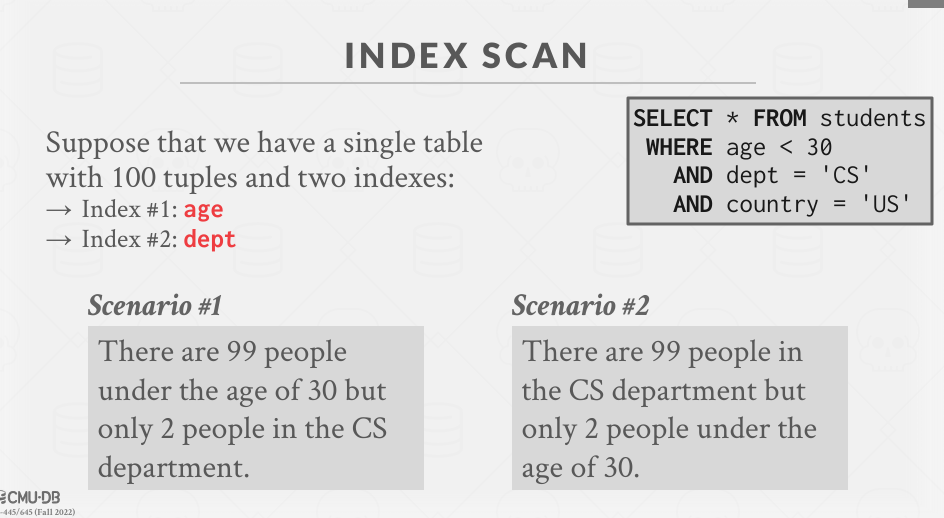 INDEX SCAN
Suppose that we have a single table
with 100 tuples and two indexes:
→ Index #1: age
→ Index #2: dept
SELECT * FROM students
WHERE age < 30
AND dept = 'CS'
AND country = 'US'
Scenario #1
There are 99 people
under the age of 30 but
only 2 people in the CS
department.
Scenario #2
There are 99 people in
the CS department but
only 2 people under the
age of 30.
CMU·DB
-445/645 (Fall 2022)